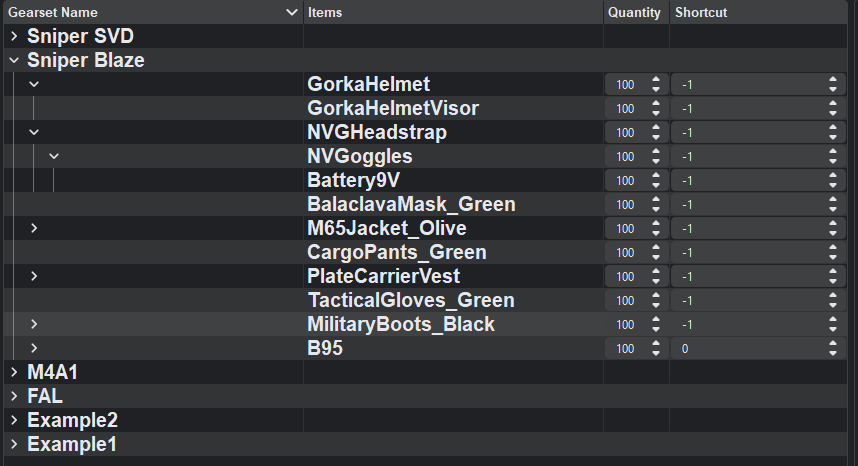 Gearset Name Items Quantity Shortcut
Sniper SVD
Sniper Blaze
GorkaHelmet 100 -1
GorkaHelmetVisor 100 -1
NVGHeadstrap 100 -1
NVGoggles 100 -1
Battery9V 100 -1
BalaclavaMask_Green 100 -1
M65Jacket_Olive 100 -1
CargoPants_Green 100 -1
PlateCarrierVest 100 -1
TacticalGloves_Green 100 -1
MilitaryBoots_Black 100 -1
B95 100 0
M4A1
FAL
Example2
Example1